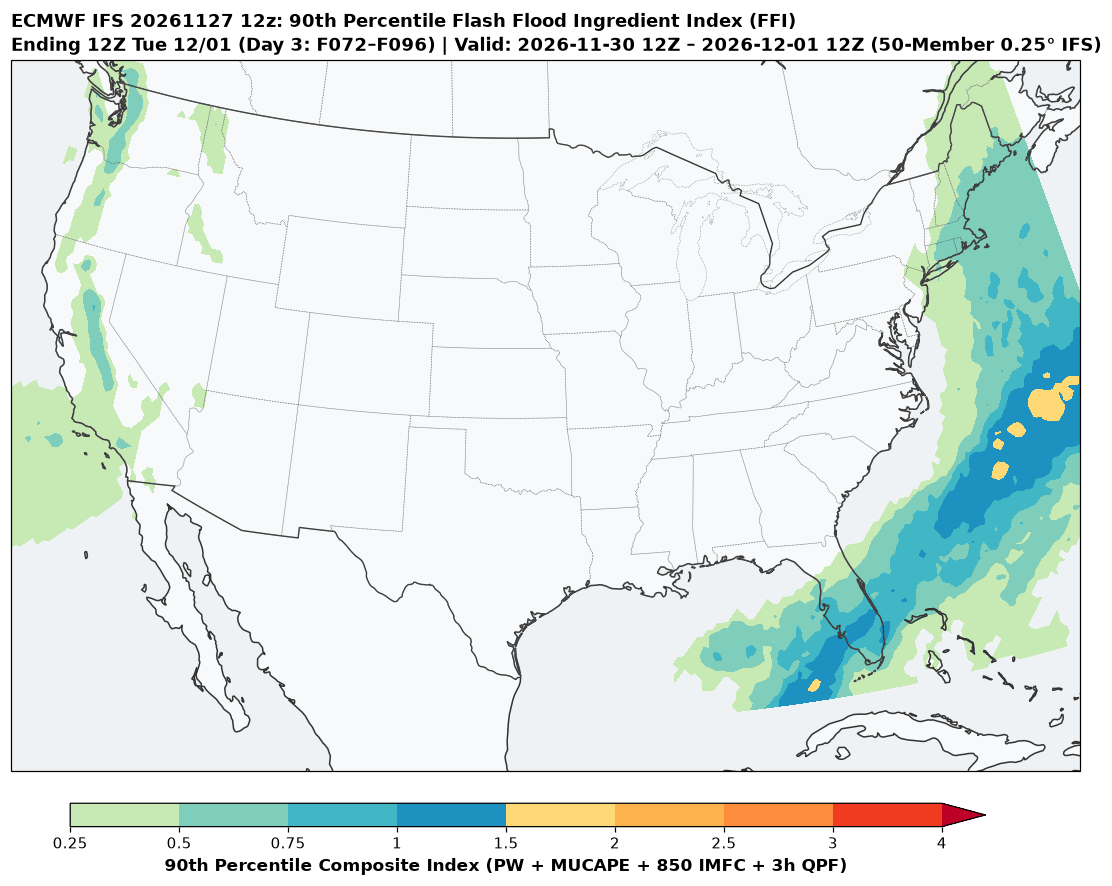 ECMWF IFS 20261127 12z: 90th Percentile Flash Flood Ingredient Index (FFI)
Ending 12Z Tue 12/01 (Day 3: F072–F096) | Valid: 2026-11-30 12Z – 2026-12-01 12Z (50-Member 0.25° IFS)
0.25 0.5 0.75 1 1.5 2 2.5 3 4
90th Percentile Composite Index (PW + MUCAPE + 850 IMFC + 3h QPF)